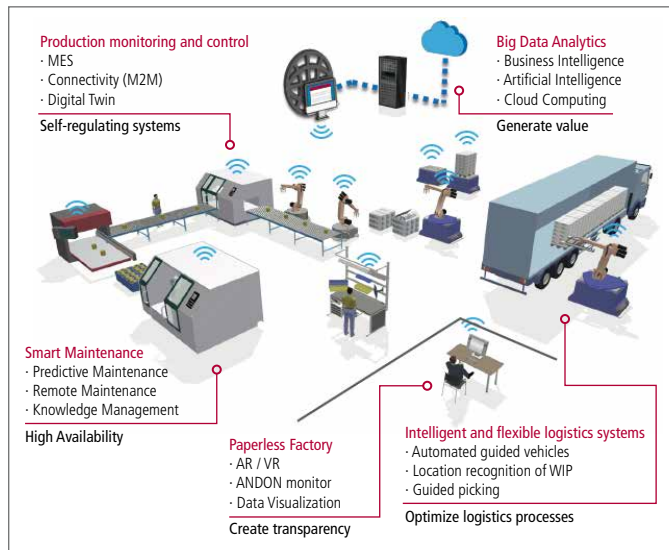 Production monitoring and control
· MES
· Connectivity (M2M)
· Digital Twin
Self-regulating systems
Big Data Analytics
· Business Intelligence
· Artificial Intelligence
· Cloud Computing
Generate value
Smart Maintenance
· Predictive Maintenance
· Remote Maintenance
· Knowledge Management
High Availability
Paperless Factory
· AR / VR
· ANDON monitor
· Data Visualization
Create transparency
Intelligent and flexible logistics systems
· Automated guided vehicles
· Location recognition of WIP
· Guided picking
Optimize logistics processes